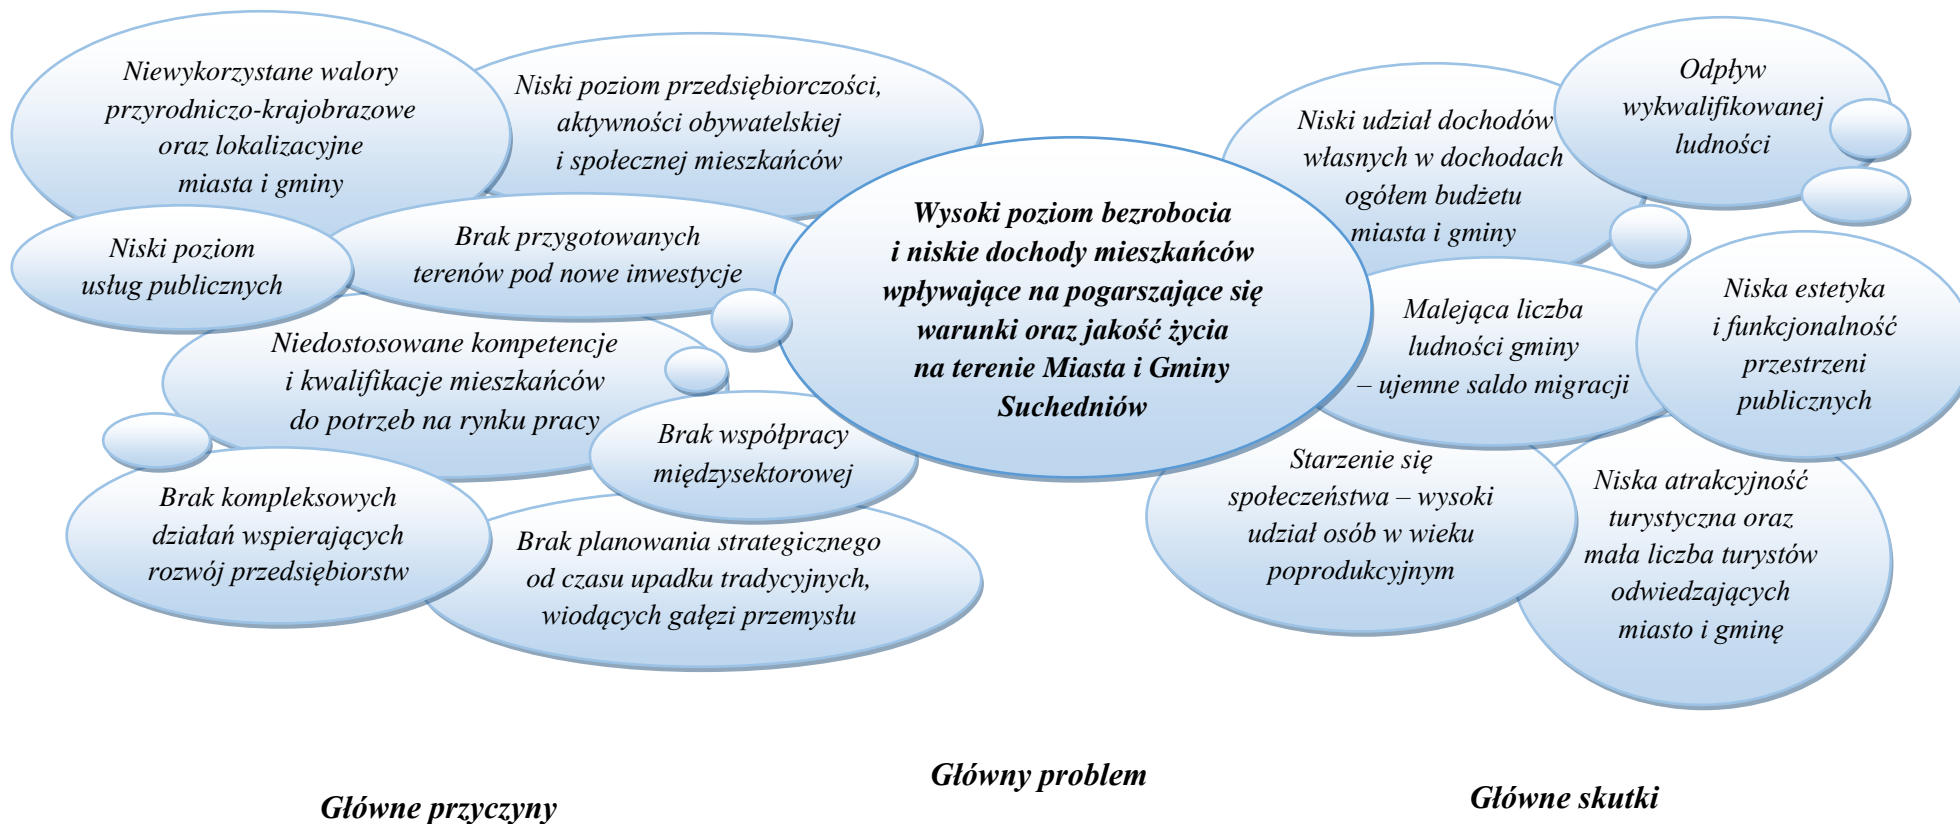 Niewykorzystane walory
przyrodniczo-krajobrazowe
oraz lokalizacyjne
miasta i gminy
Niski poziom przedsiębiorczości,
aktywności obywatelskiej
i społecznej mieszkańców
Niski poziom
usług publicznych
Brak przygotowanych
terenów pod nowe inwestycje
Niedostosowane kompetencje
i kwalifikacje mieszkańców
do potrzeb na rynku pracy
Brak współpracy
międzysektorowej
Brak kompleksowych
działań wspierających
rozwój przedsiębiorstw
Brak planowania strategicznego
od czasu upadku tradycyjnych,
wiodących gałęzi przemysłu
Wysoki poziom bezrobocia
i niskie dochody mieszkańców
wpływające na pogarszające się
warunki oraz jakość życia
na terenie Miasta i Gminy
Suchedniów
Niski udział dochodów
własnych w dochodach
ogółem budżetu
miasta i gminy
Odpływ
wykwalifikowanej
ludności
Malejąca liczba
ludności gminy
– ujemne saldo migracji
Niska estetyka
i funkcjonalność
przestrzeni
publicznych
Starzenie się
społeczeństwa – wysoki
udział osób w wieku
poprodukcyjnym
Niska atrakcyjność
turystyczna oraz
mała liczba turystów
odwiedzających
miasto i gminę
Główne przyczyny
Główny problem
Główne skutki